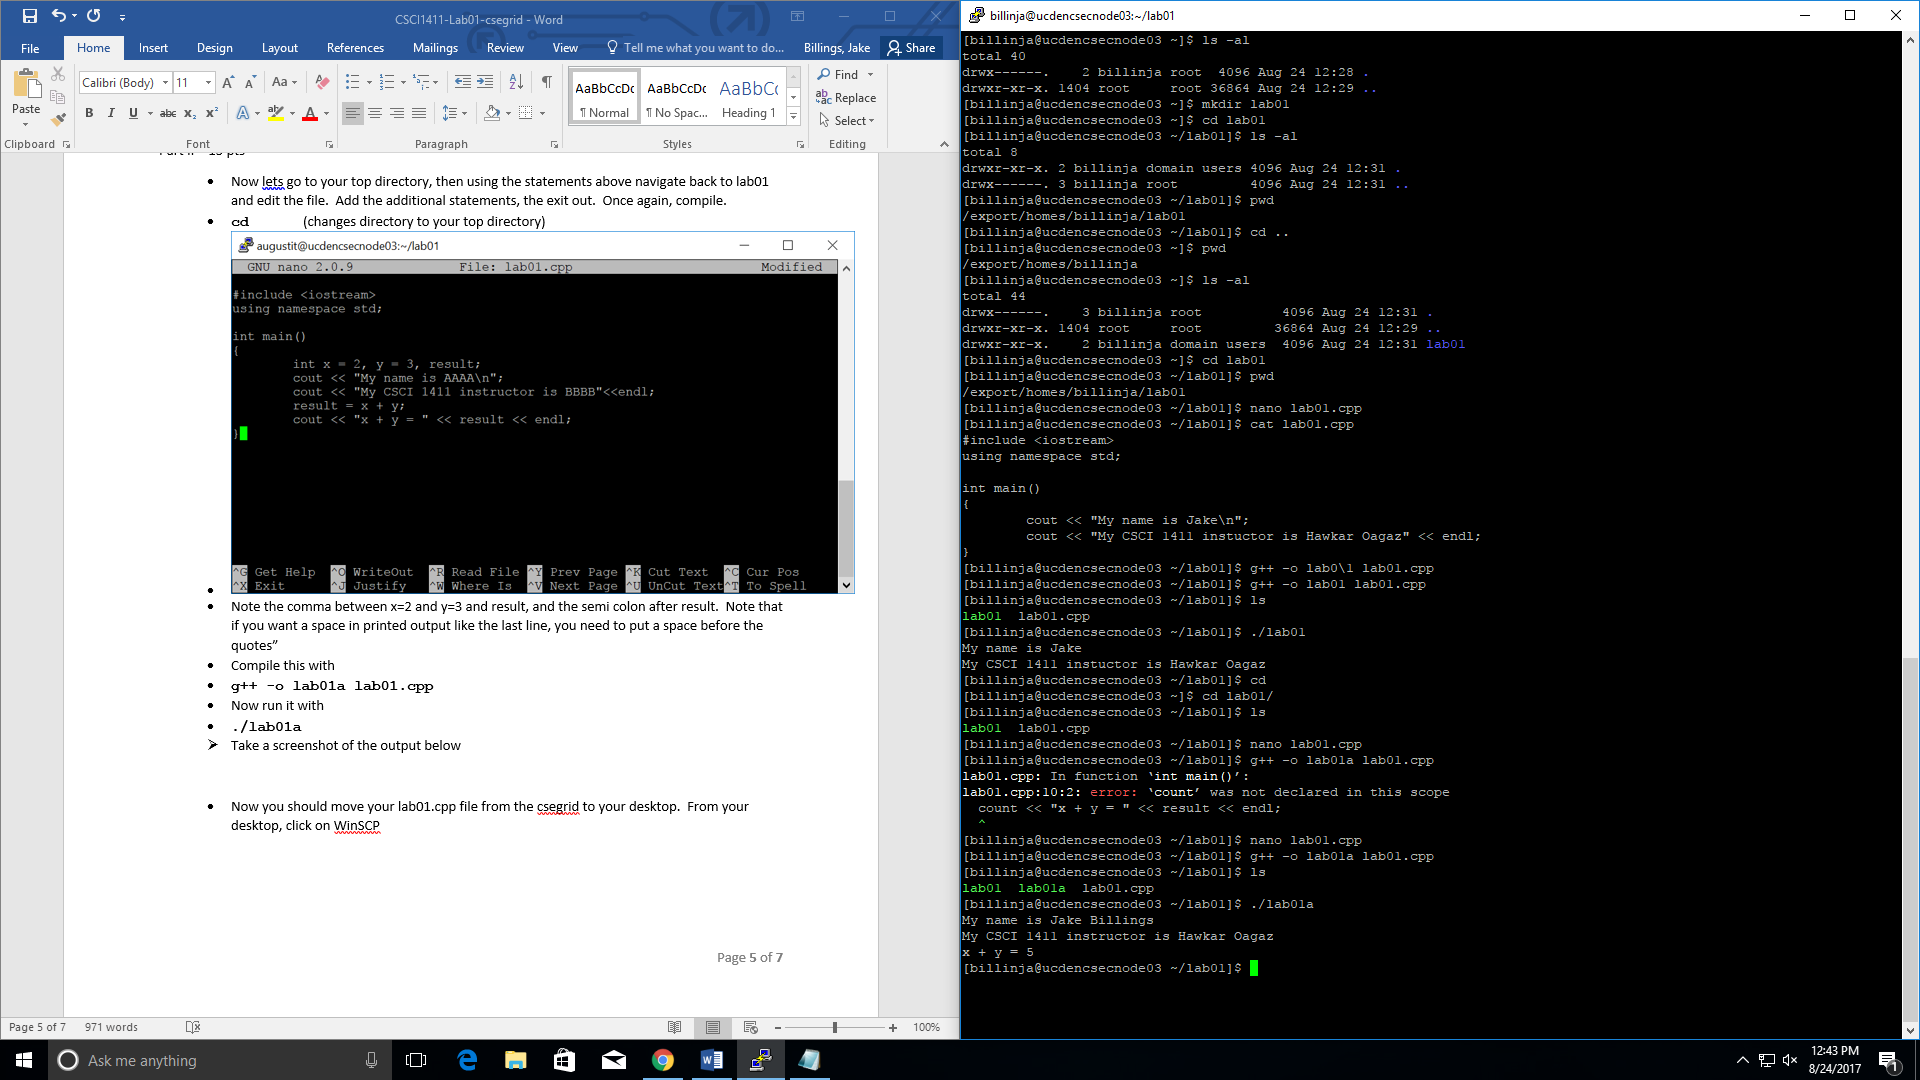 CSCI1411-Lab01-csegrid - Word
File Home Insert Design Layout References Mailings Review View Tell me what you want to do... Billings, Jake Share
Paste
Calibri (Body) 11 A A Aa
B I U abc x₂ x² A A
AaBbCcDc AaBbCcDc AaBbCc
¶ Normal ¶ No Spac... Heading 1
Find
Replace
Select
Clipboard Font Paragraph Styles Editing
Now lets go to your top directory, then using the statements above navigate back to lab01
and edit the file. Add the additional statements, the exit out. Once again, compile.
cd (changes directory to your top directory)
augustit@ucdencsecnode03:~/lab01
GNU nano 2.0.9 File: lab01.cpp Modified
#include <iostream>
using namespace std;
int main()
{
int x = 2, y = 3, result;
cout << "My name is AAAA\n";
cout << "My CSCI 1411 instructor is BBBB"<<endl;
result = x + y;
cout << "x + y = " << result << endl;
}
^G Get Help ^O WriteOut ^R Read File ^Y Prev Page ^K Cut Text ^C Cur Pos
^X Exit ^J Justify ^W Where Is ^V Next Page ^U UnCut Text ^T To Spell
Note the comma between x=2 and y=3 and result, and the semi colon after result. Note that
if you want a space in printed output like the last line, you need to put a space before the
quotes”
Compile this with
g++ -o lab01a lab01.cpp
Now run it with
./lab01a
Take a screenshot of the output below
Now you should move your lab01.cpp file from the csegrid to your desktop. From your
desktop, click on WinSCP
Page 5 of 7
Page 5 of 7 971 words 100%
billinja@ucdencsecnode03:~/lab01
[billinja@ucdencsecnode03 ~]$ ls -al
total 40
drwx------. 2 billinja root 4096 Aug 24 12:28 .
drwxr-xr-x. 1404 root root 36864 Aug 24 12:29 ..
[billinja@ucdencsecnode03 ~]$ mkdir lab01
[billinja@ucdencsecnode03 ~]$ cd lab01
[billinja@ucdencsecnode03 ~/lab01]$ ls -al
total 8
drwxr-xr-x. 2 billinja domain users 4096 Aug 24 12:31 .
drwx------. 3 billinja root 4096 Aug 24 12:31 ..
[billinja@ucdencsecnode03 ~/lab01]$ pwd
/export/homes/billinja/lab01
[billinja@ucdencsecnode03 ~/lab01]$ cd ..
[billinja@ucdencsecnode03 ~]$ pwd
/export/homes/billinja
[billinja@ucdencsecnode03 ~]$ ls -al
total 44
drwx------. 3 billinja root 4096 Aug 24 12:31 .
drwxr-xr-x. 1404 root root 36864 Aug 24 12:29 ..
drwxr-xr-x. 2 billinja domain users 4096 Aug 24 12:31 lab01
[billinja@ucdencsecnode03 ~]$ cd lab01
[billinja@ucdencsecnode03 ~/lab01]$ pwd
/export/homes/billinja/lab01
[billinja@ucdencsecnode03 ~/lab01]$ nano lab01.cpp
[billinja@ucdencsecnode03 ~/lab01]$ cat lab01.cpp
#include <iostream>
using namespace std;
int main()
{
cout << "My name is Jake\n";
cout << "My CSCI 1411 instuctor is Hawkar Oagaz" << endl;
}
[billinja@ucdencsecnode03 ~/lab01]$ g++ -o lab0\1 lab01.cpp
[billinja@ucdencsecnode03 ~/lab01]$ g++ -o lab01 lab01.cpp
[billinja@ucdencsecnode03 ~/lab01]$ ls
lab01 lab01.cpp
[billinja@ucdencsecnode03 ~/lab01]$ ./lab01
My name is Jake
My CSCI 1411 instuctor is Hawkar Oagaz
[billinja@ucdencsecnode03 ~/lab01]$ cd
[billinja@ucdencsecnode03 ~]$ cd lab01/
[billinja@ucdencsecnode03 ~/lab01]$ ls
lab01 lab01.cpp
[billinja@ucdencsecnode03 ~/lab01]$ nano lab01.cpp
[billinja@ucdencsecnode03 ~/lab01]$ g++ -o lab01a lab01.cpp
lab01.cpp: In function ‘int main()’:
lab01.cpp:10:2: error: ‘count’ was not declared in this scope
count << "x + y = " << result << endl;
^
[billinja@ucdencsecnode03 ~/lab01]$ nano lab01.cpp
[billinja@ucdencsecnode03 ~/lab01]$ g++ -o lab01a lab01.cpp
[billinja@ucdencsecnode03 ~/lab01]$ ls
lab01 lab01a lab01.cpp
[billinja@ucdencsecnode03 ~/lab01]$ ./lab01a
My name is Jake Billings
My CSCI 1411 instructor is Hawkar Oagaz
x + y = 5
[billinja@ucdencsecnode03 ~/lab01]$
Ask me anything
12:43 PM
8/24/2017
1